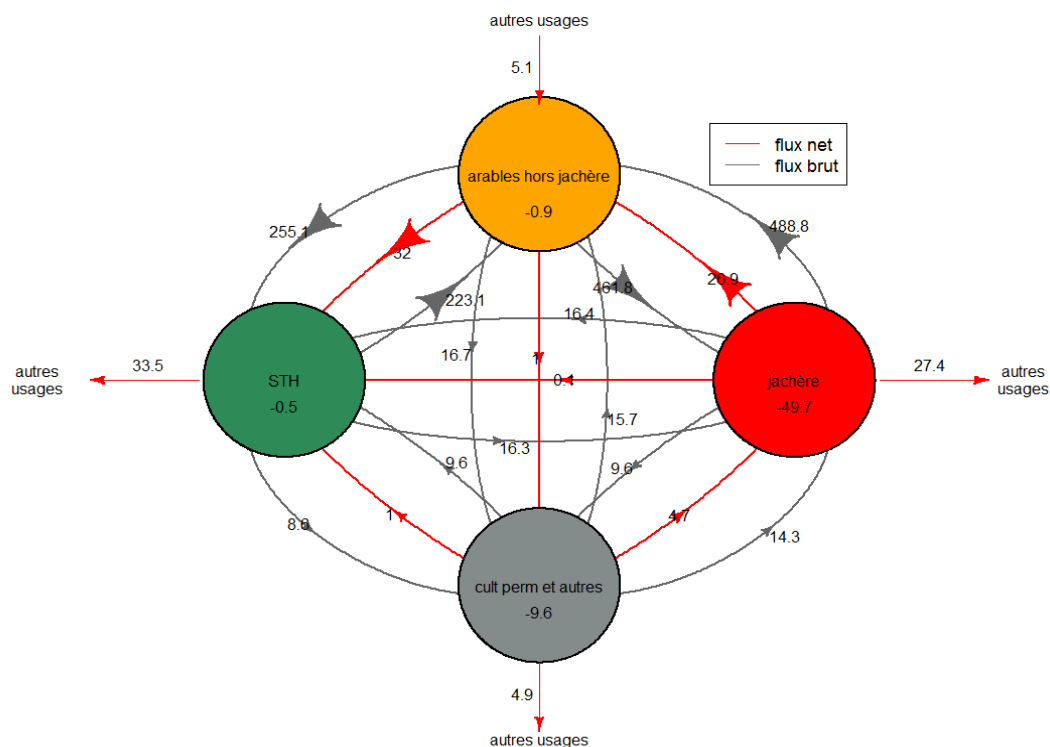 autres usages
5.1
flux net
flux brut
arables hors jachère
-0.9
255.1
32
488.8
26.9
223.1
461.8
16.4
16.7
1
0.1
15.7
autres
usages
33.5
STH
-0.5
jachère
-49.7
27.4
autres
usages
16.3
9.6
9.6
1
4.7
14.3
cult perm et autres
-9.6
4.9
autres usages